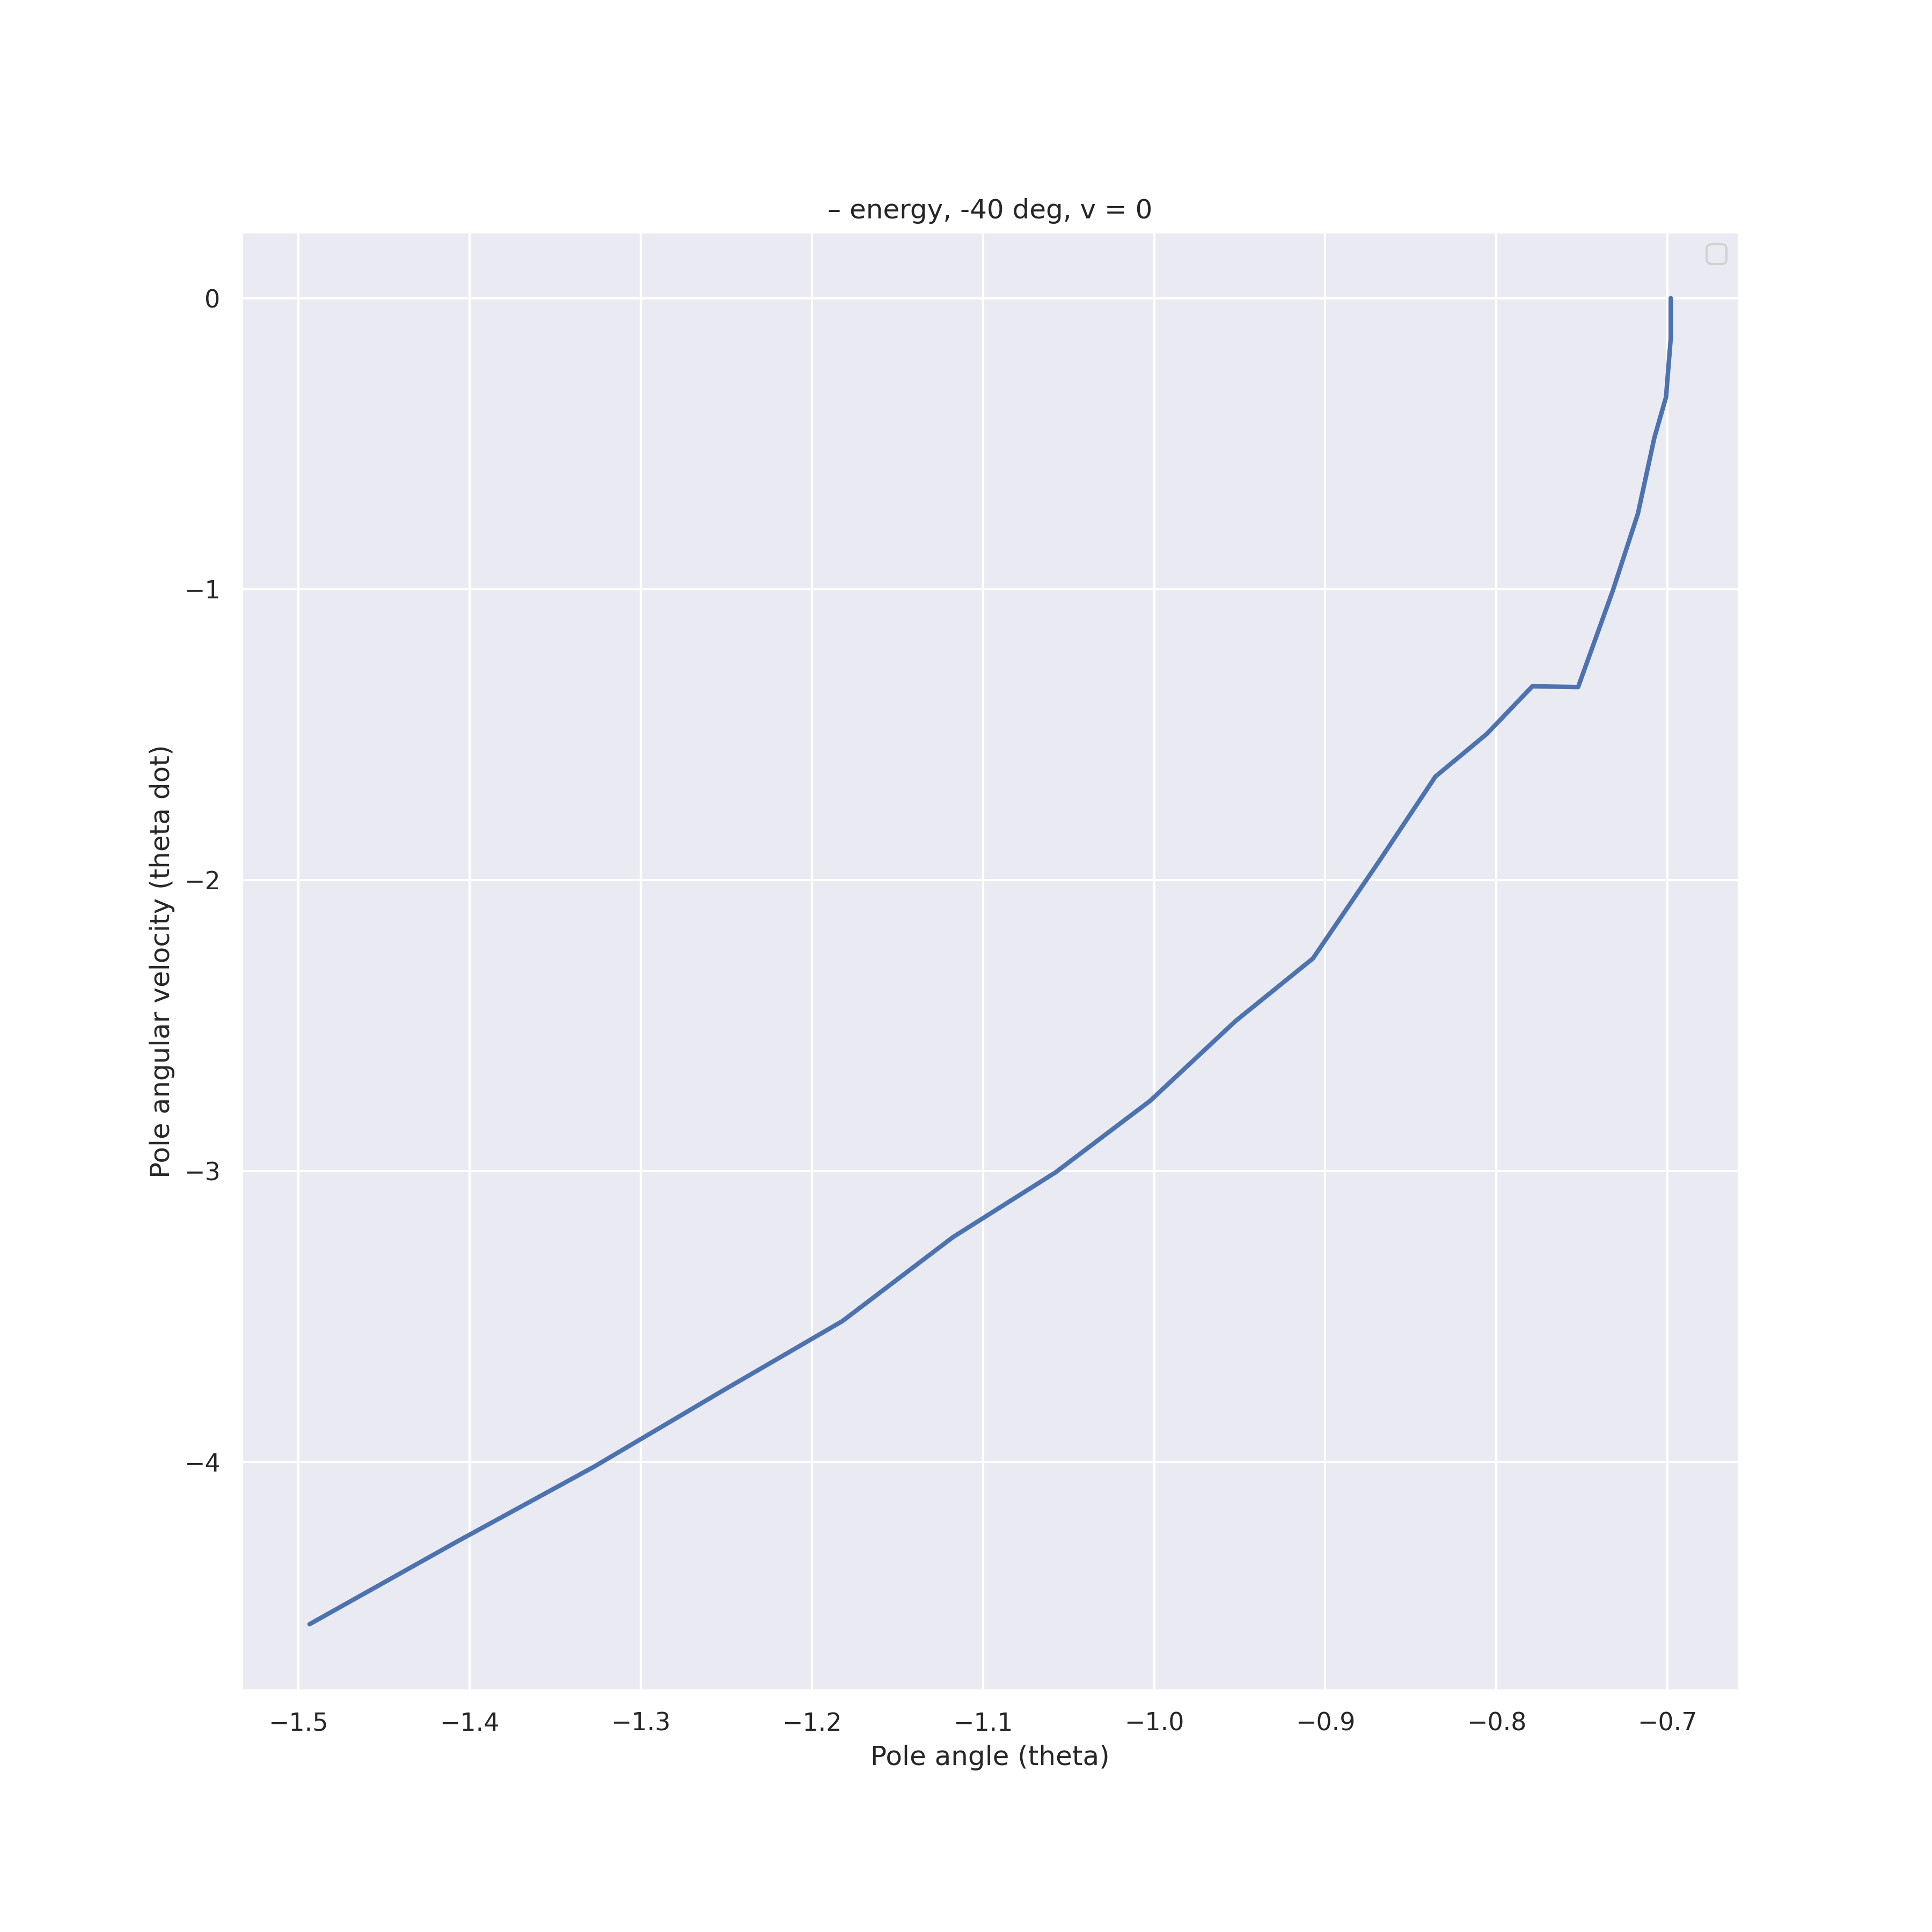 – energy, -40 deg, v = 0
0
−1
−2
−3
−4
Pole angular velocity (theta dot)
−1.5 −1.4 −1.3 −1.2 −1.1 −1.0 −0.9 −0.8 −0.7
Pole angle (theta)